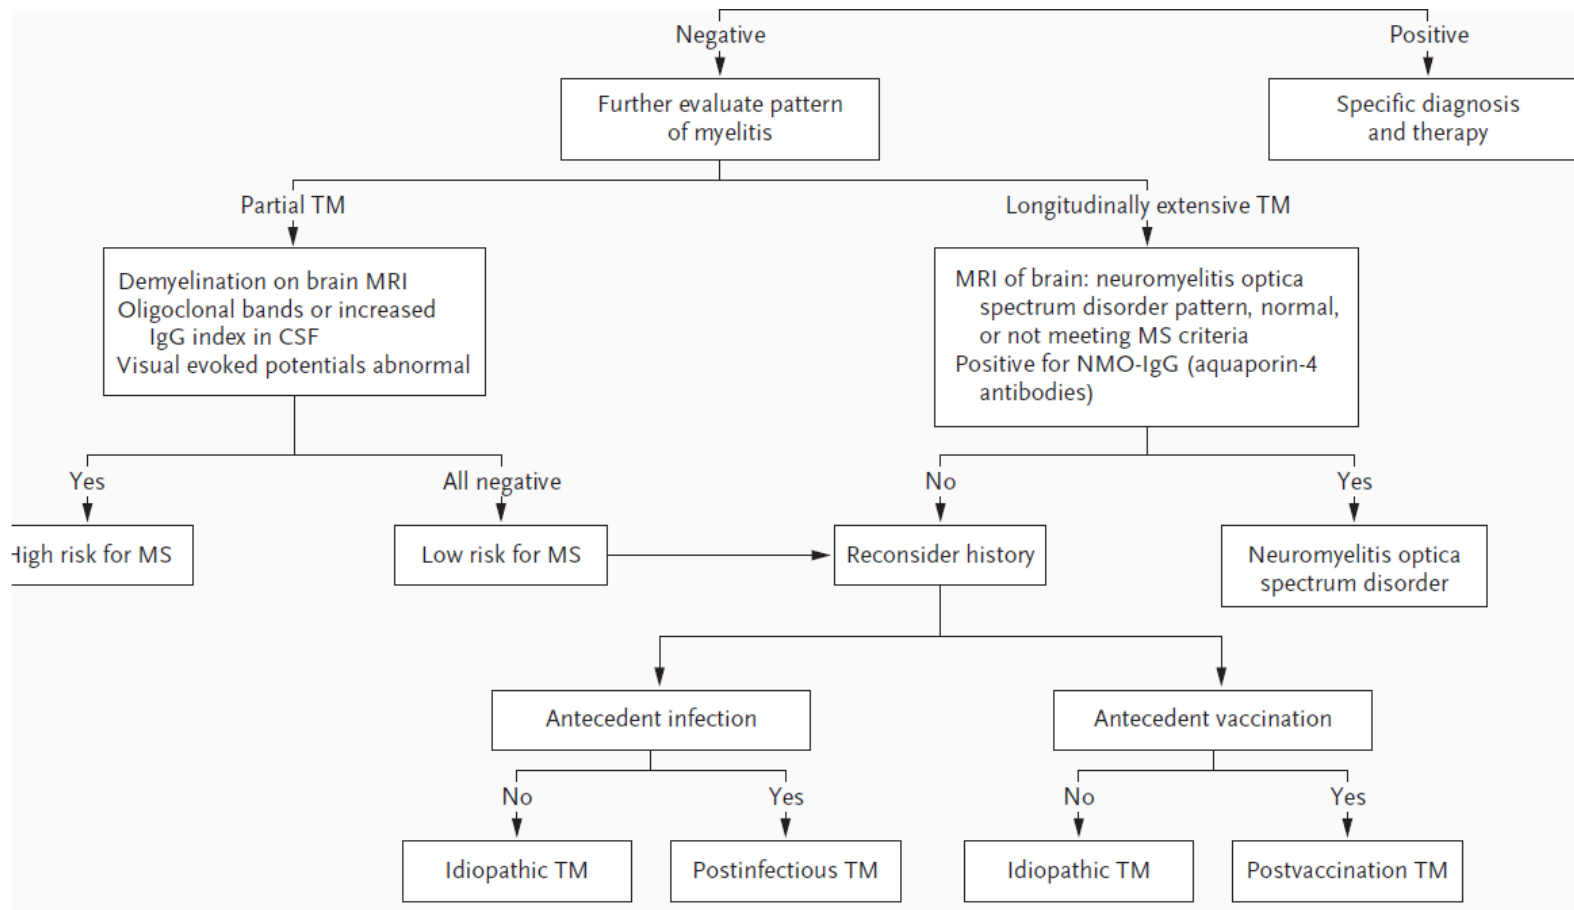 Negative
Positive
Further evaluate pattern
of myelitis
Specific diagnosis
and therapy
Partial TM
Longitudinally extensive TM
Demyelination on brain MRI
Oligoclonal bands or increased
IgG index in CSF
Visual evoked potentials abnormal
MRI of brain: neuromyelitis optica
spectrum disorder pattern, normal,
or not meeting MS criteria
Positive for NMO-IgG (aquaporin-4
antibodies)
Yes
All negative
No
Yes
High risk for MS
Low risk for MS
Reconsider history
Neuromyelitis optica
spectrum disorder
Antecedent infection
Antecedent vaccination
No
Yes
No
Yes
Idiopathic TM
Postinfectious TM
Idiopathic TM
Postvaccination TM